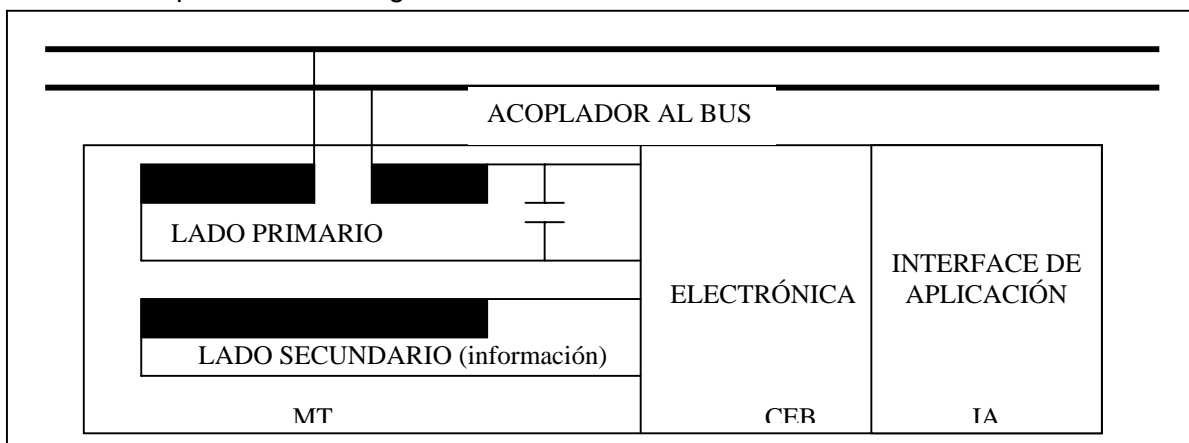 ACOPLADOR AL BUS
LADO PRIMARIO
LADO SECUNDARIO (información)
MT
ELECTRÓNICA
CEB
INTERFACE DE
APLICACIÓN
IA